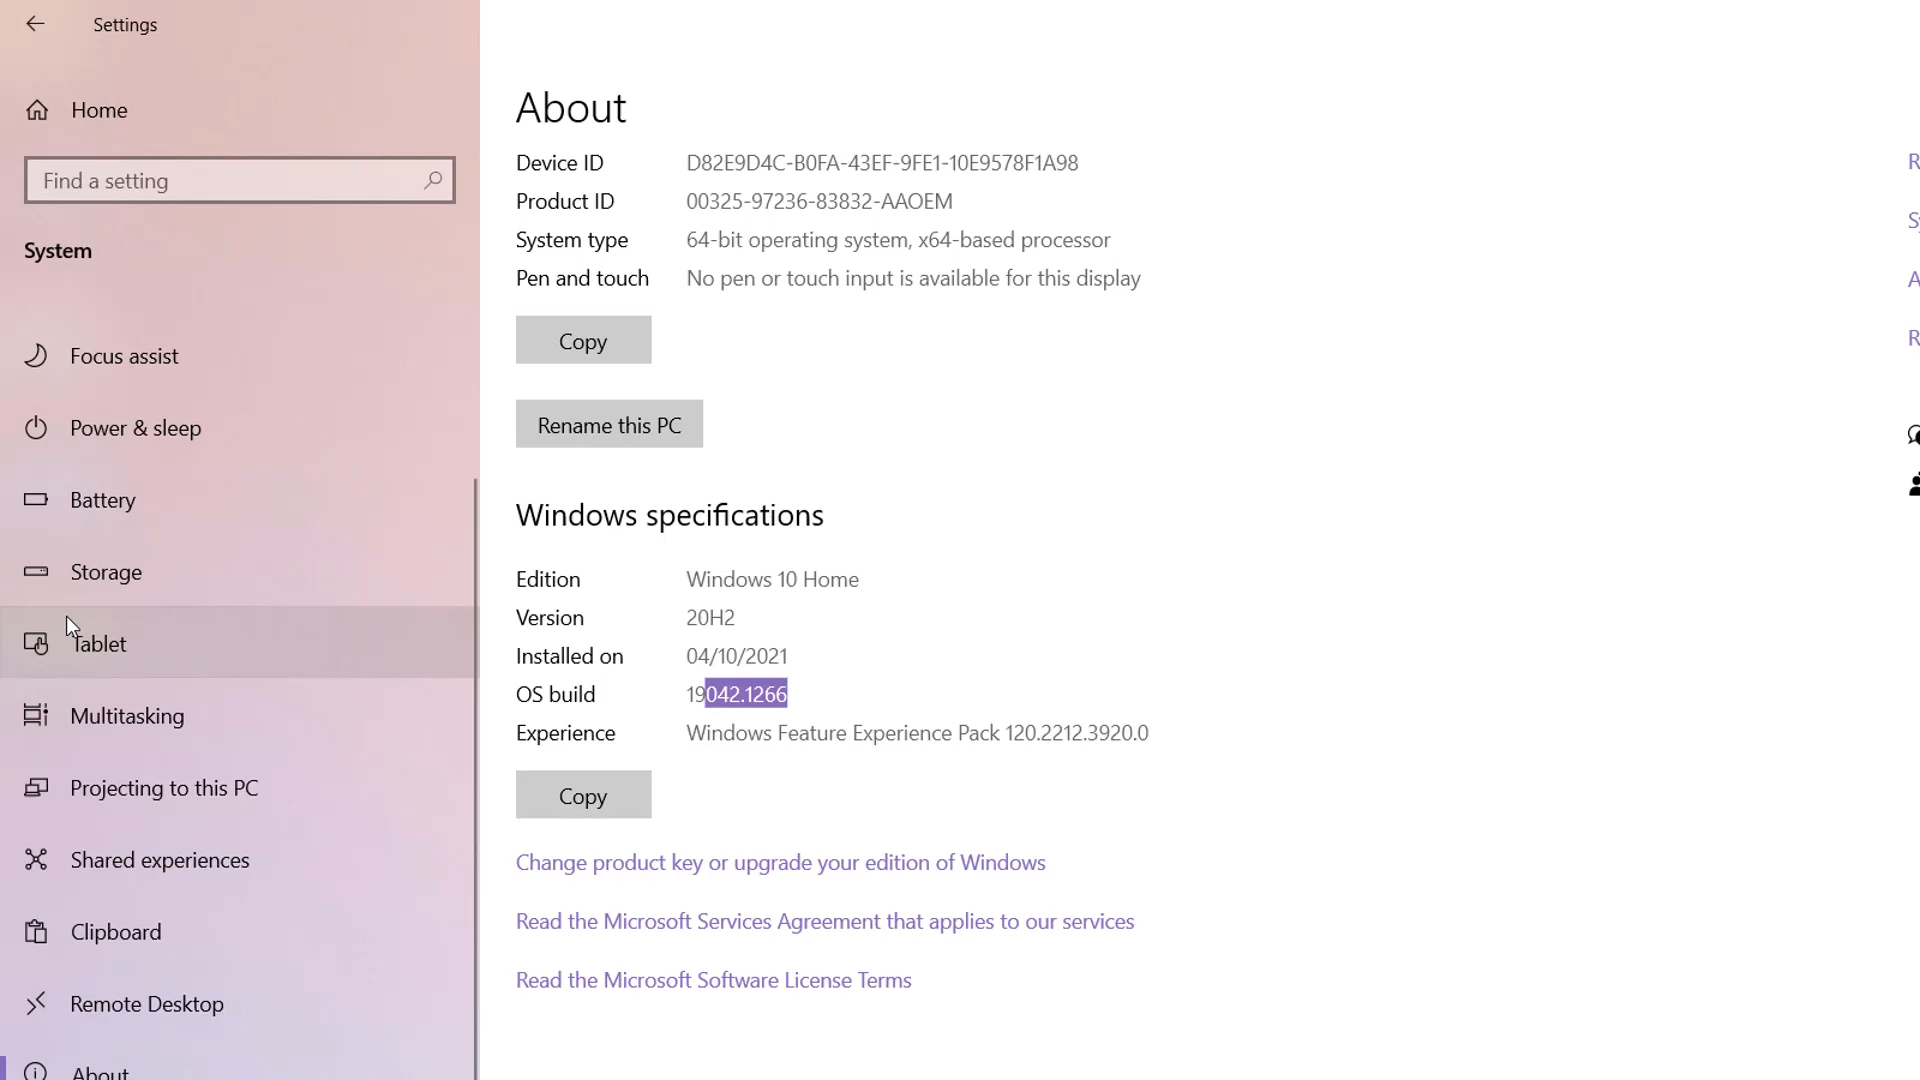 Settings
Home
Find a setting
System
Focus assist
Power & sleep
Battery
Storage
Tablet
Multitasking
Projecting to this PC
Shared experiences
Clipboard
Remote Desktop
About
About
Device ID D82E9D4C-B0FA-43EF-9FE1-10E9578F1A98
Product ID 00325-97236-83832-AAOEM
System type 64-bit operating system, x64-based processor
Pen and touch No pen or touch input is available for this display
Copy
Rename this PC
Windows specifications
Edition Windows 10 Home
Version 20H2
Installed on 04/10/2021
OS build 19042.1266
Experience Windows Feature Experience Pack 120.2212.3920.0
Copy
Change product key or upgrade your edition of Windows
Read the Microsoft Services Agreement that applies to our services
Read the Microsoft Software License Terms